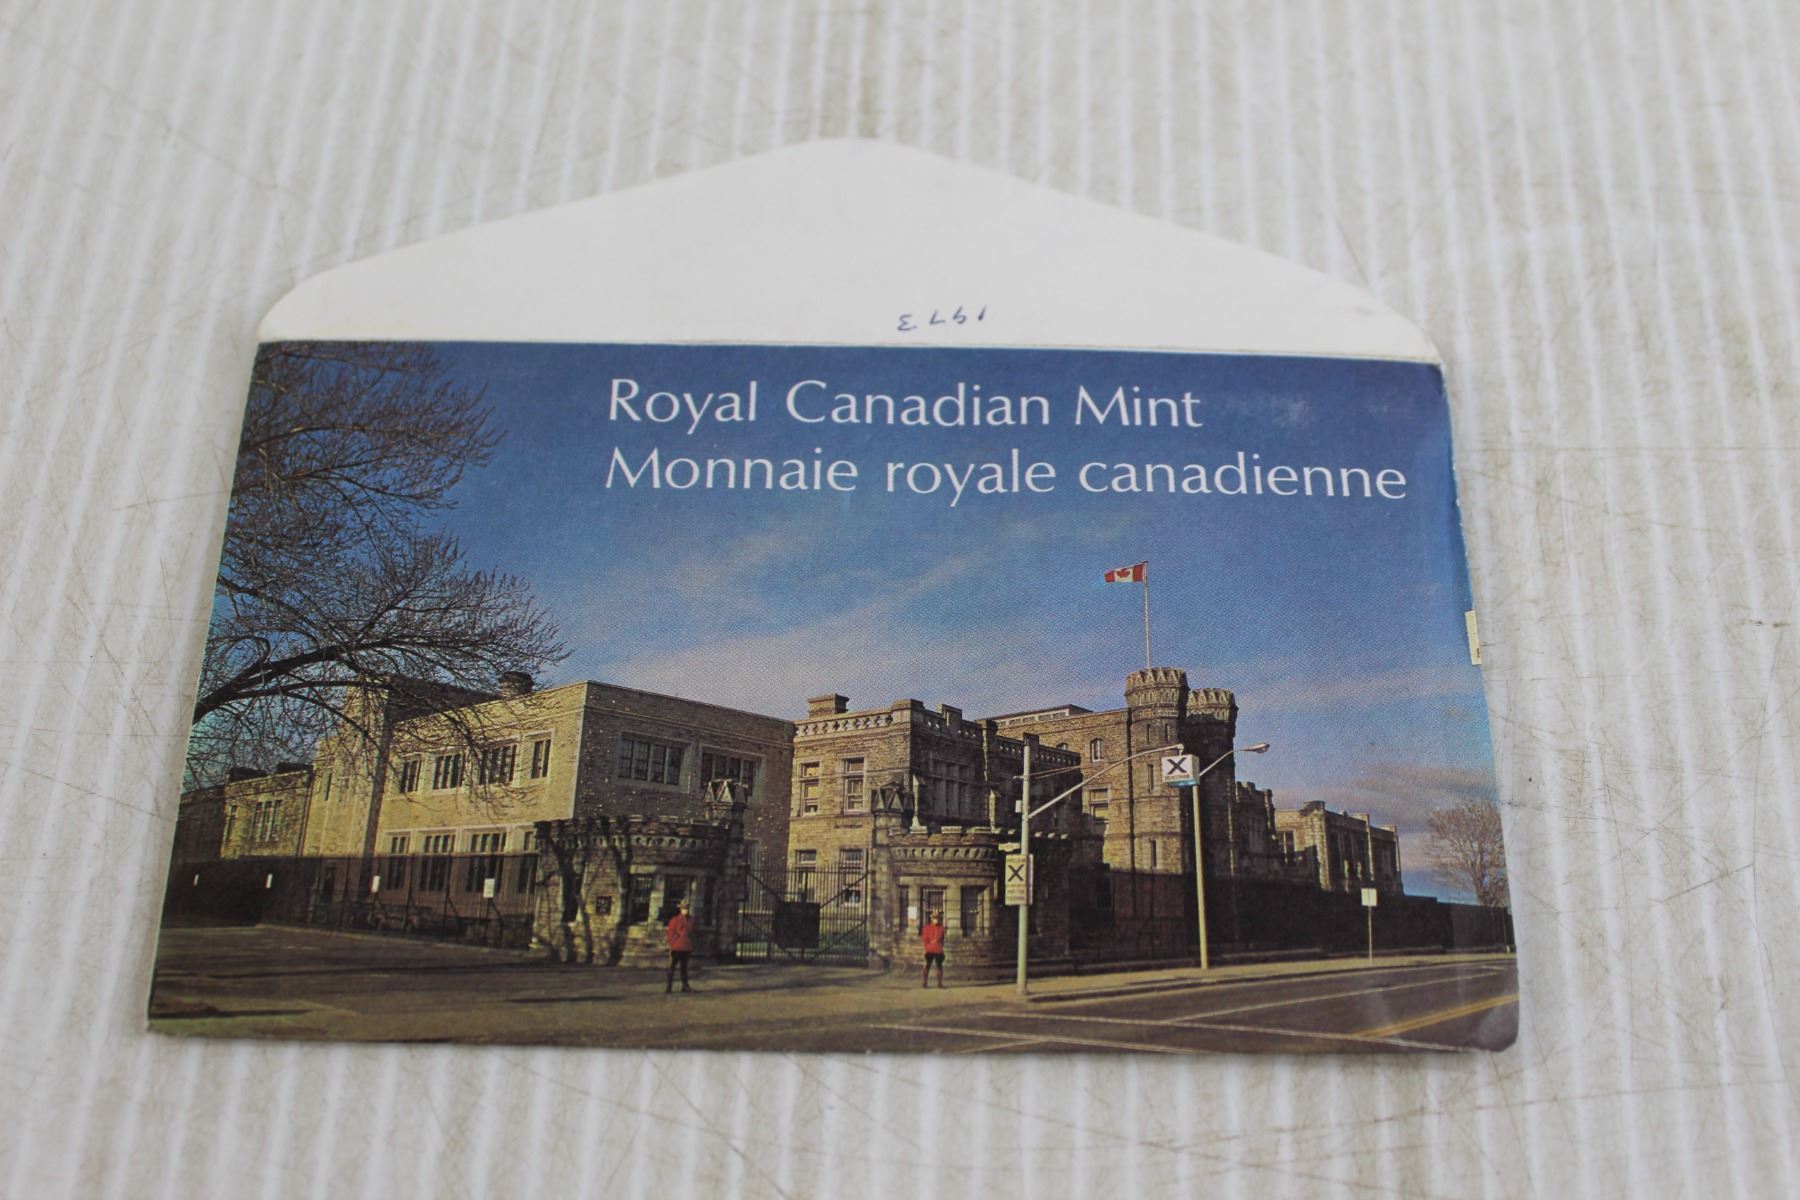 1973
Royal Canadian Mint
Monnaie royale canadienne
X
X